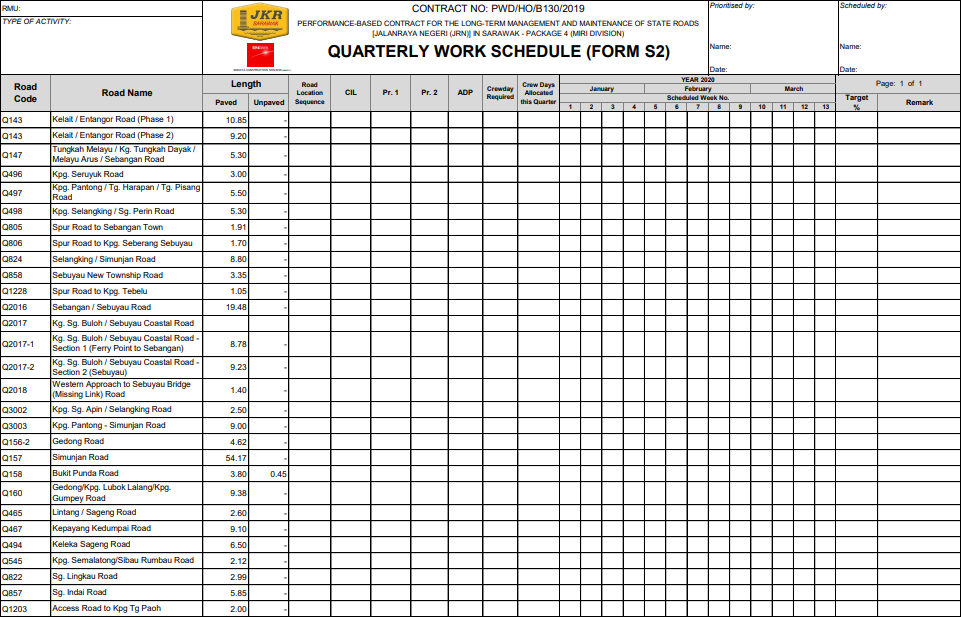 RMU:
TYPE OF ACTIVITY:
JKR
SARAWAK
CONTRACT NO: PWD/HO/B130/2019
PERFORMANCE-BASED CONTRACT FOR THE LONG-TERM MANAGEMENT AND MAINTENANCE OF STATE ROADS
[JALANRAYA NEGERI (JRN)] IN SARAWAK - PACKAGE 4 (MIRI DIVISION)
QUARTERLY WORK SCHEDULE (FORM S2)
Prioritised by:
Name:
Date:
Scheduled by:
Name:
Date:
Road Code Road Name Length Paved Unpaved Road Location Sequence CIL Pr. 1 Pr. 2 ADP Crewday Required Crew Days Allocated this Quarter
YEAR 2020
January February March
Scheduled Week No.
1 2 3 4 5 6 7 8 9 10 11 12 13
Page: 1 of 1
Target % Remark
Q143 Kelait / Entangor Road (Phase 1) 10.85 -
Q143 Kelait / Entangor Road (Phase 2) 9.20 -
Q147 Tungkah Melayu / Kg. Tungkah Dayak / Melayu Arus / Sebangan Road 5.30 -
Q496 Kpg. Seruyuk Road 3.00 -
Q497 Kpg. Pantong / Tg. Harapan / Tg. Pisang Road 5.50 -
Q498 Kpg. Selangking / Sg. Perin Road 5.30 -
Q805 Spur Road to Sebangan Town 1.91 -
Q806 Spur Road to Kpg. Seberang Sebuyau 1.70 -
Q824 Selangking / Simunjan Road 8.80 -
Q858 Sebuyau New Township Road 3.35 -
Q1228 Spur Road to Kpg. Tebelu 1.05 -
Q2016 Sebangan / Sebuyau Road 19.48 -
Q2017 Kg. Sg. Buloh / Sebuyau Coastal Road
Q2017-1 Kg. Sg. Buloh / Sebuyau Coastal Road - Section 1 (Ferry Point to Sebangan) 8.78 -
Q2017-2 Kg. Sg. Buloh / Sebuyau Coastal Road - Section 2 (Sebuyau) 9.23 -
Q2018 Western Approach to Sebuyau Bridge (Missing Link) Road 1.40 -
Q3002 Kpg. Sg. Apin / Selangking Road 2.50 -
Q3003 Kpg. Pantong - Simunjan Road 9.00 -
Q156-2 Gedong Road 4.62 -
Q157 Simunjan Road 54.17 -
Q158 Bukit Punda Road 3.80 0.45
Q160 Gedong/Kpg. Lubok Lalang/Kpg. Gumpey Road 9.38 -
Q465 Lintang / Sageng Road 2.60 -
Q467 Kepayang Kedumpai Road 9.10 -
Q494 Keleka Sageng Road 6.50 -
Q545 Kpg. Semalatong/Sibau Rumbau Road 2.12 -
Q822 Sg. Lingkau Road 2.99 -
Q857 Sg. Indai Road 5.85 -
Q1203 Access Road to Kpg Tg Paoh 2.00 -